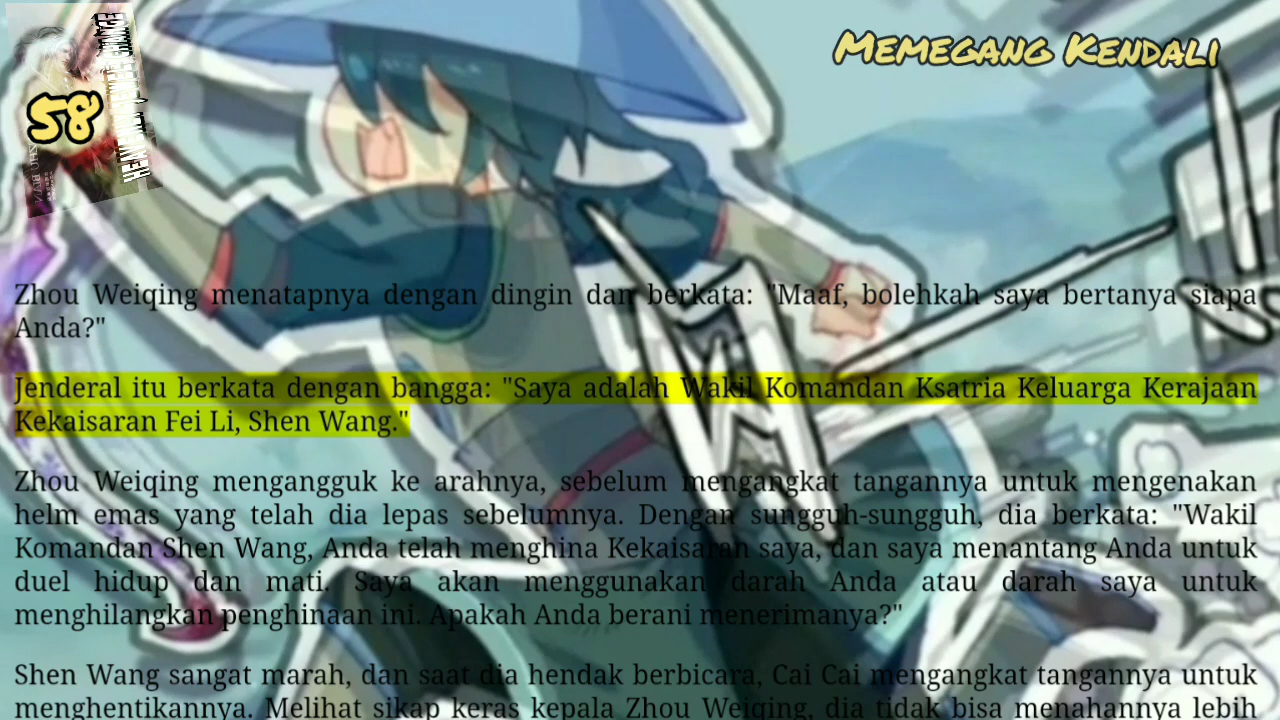 Memegang Kendali
58
Zhou Weiqing menatapnya dengan dingin dan berkata: "Maaf, bolehkah saya bertanya siapa
Anda?"
Jenderal itu berkata dengan bangga: "Saya adalah Wakil Komandan Ksatria Keluarga Kerajaan
Kekaisaran Fei Li, Shen Wang."
Zhou Weiqing mengangguk ke arahnya, sebelum mengangkat tangannya untuk mengenakan
helm emas yang telah dia lepas sebelumnya. Dengan sungguh-sungguh, dia berkata: "Wakil
Komandan Shen Wang, Anda telah menghina Kekaisaran saya, dan saya menantang Anda untuk
duel hidup dan mati. Saya akan menggunakan darah Anda atau darah saya untuk
menghilangkan penghinaan ini. Apakah Anda berani menerimanya?"
Shen Wang sangat marah, dan saat dia hendak berbicara, Cai Cai mengangkat tangannya untuk
menghentikannya. Melihat sikap keras kepala Zhou Weiqing, dia tidak bisa menahannya lebih